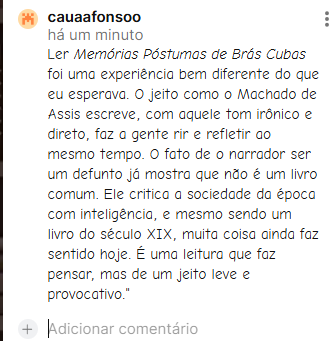 cauaafonsoo
há um minuto
Ler Memórias Póstumas de Brás Cubas
foi uma experiência bem diferente do que
eu esperava. O jeito como o Machado de
Assis escreve, com aquele tom irônico e
direto, faz a gente rir e refletir ao
mesmo tempo. O fato de o narrador ser
um defunto já mostra que não é um livro
comum. Ele critica a sociedade da época
com inteligência, e mesmo sendo um
livro do século XIX, muita coisa ainda faz
sentido hoje. É uma leitura que faz
pensar, mas de um jeito leve e
provocativo."
Adicionar comentário